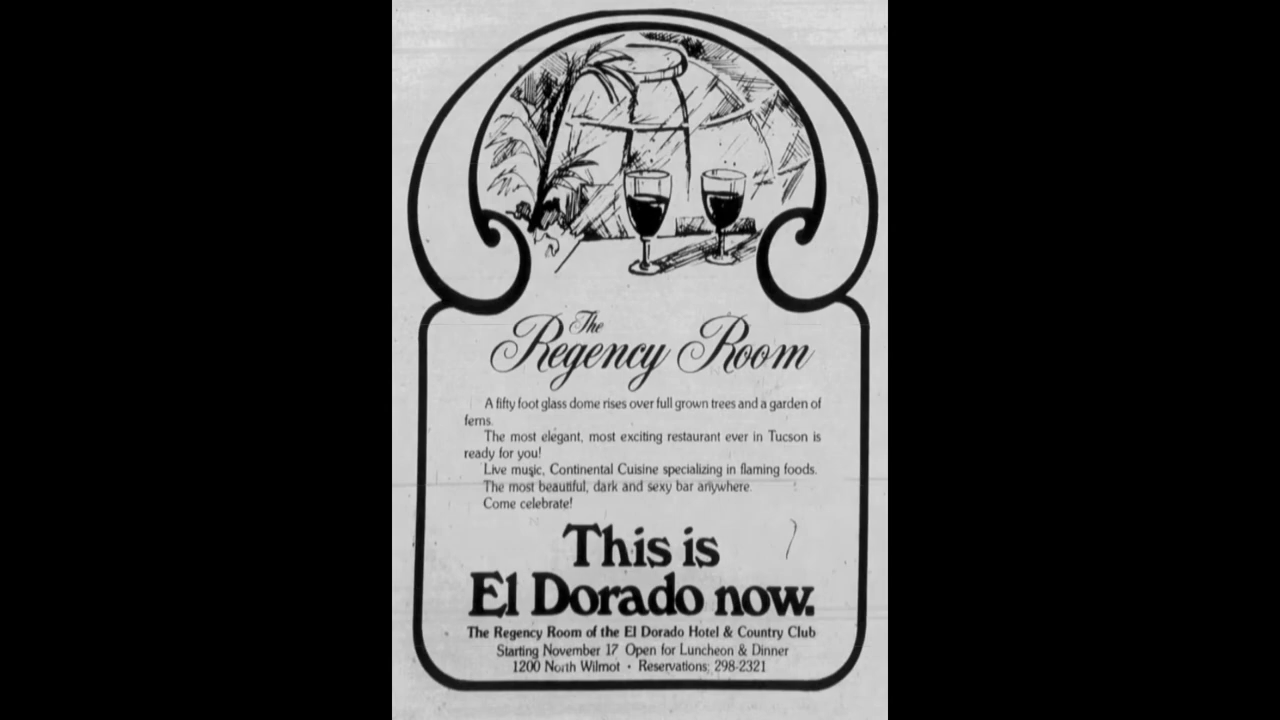 The
Regency Room
A fifty foot glass dome rises over full grown trees and a garden of
ferns.
The most elegant, most exciting restaurant ever in Tucson is
ready for you!
Live music, Continental Cuisine specializing in flaming foods.
The most beautiful, dark and sexy bar anywhere.
Come celebrate!
This is
El Dorado now.
The Regency Room of the El Dorado Hotel & Country Club
Starting November 17 Open for Luncheon & Dinner
1200 North Wilmot • Reservations: 298-2321